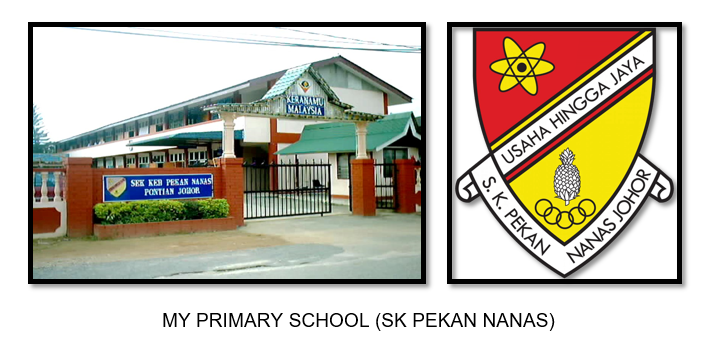 KERANAMU
MALAYSIA
SEK KEB PEKAN NANAS
PONTIAN JOHOR
USAHA HINGGA JAYA
S. K. PEKAN
NANAS JOHOR
MY PRIMARY SCHOOL (SK PEKAN NANAS)